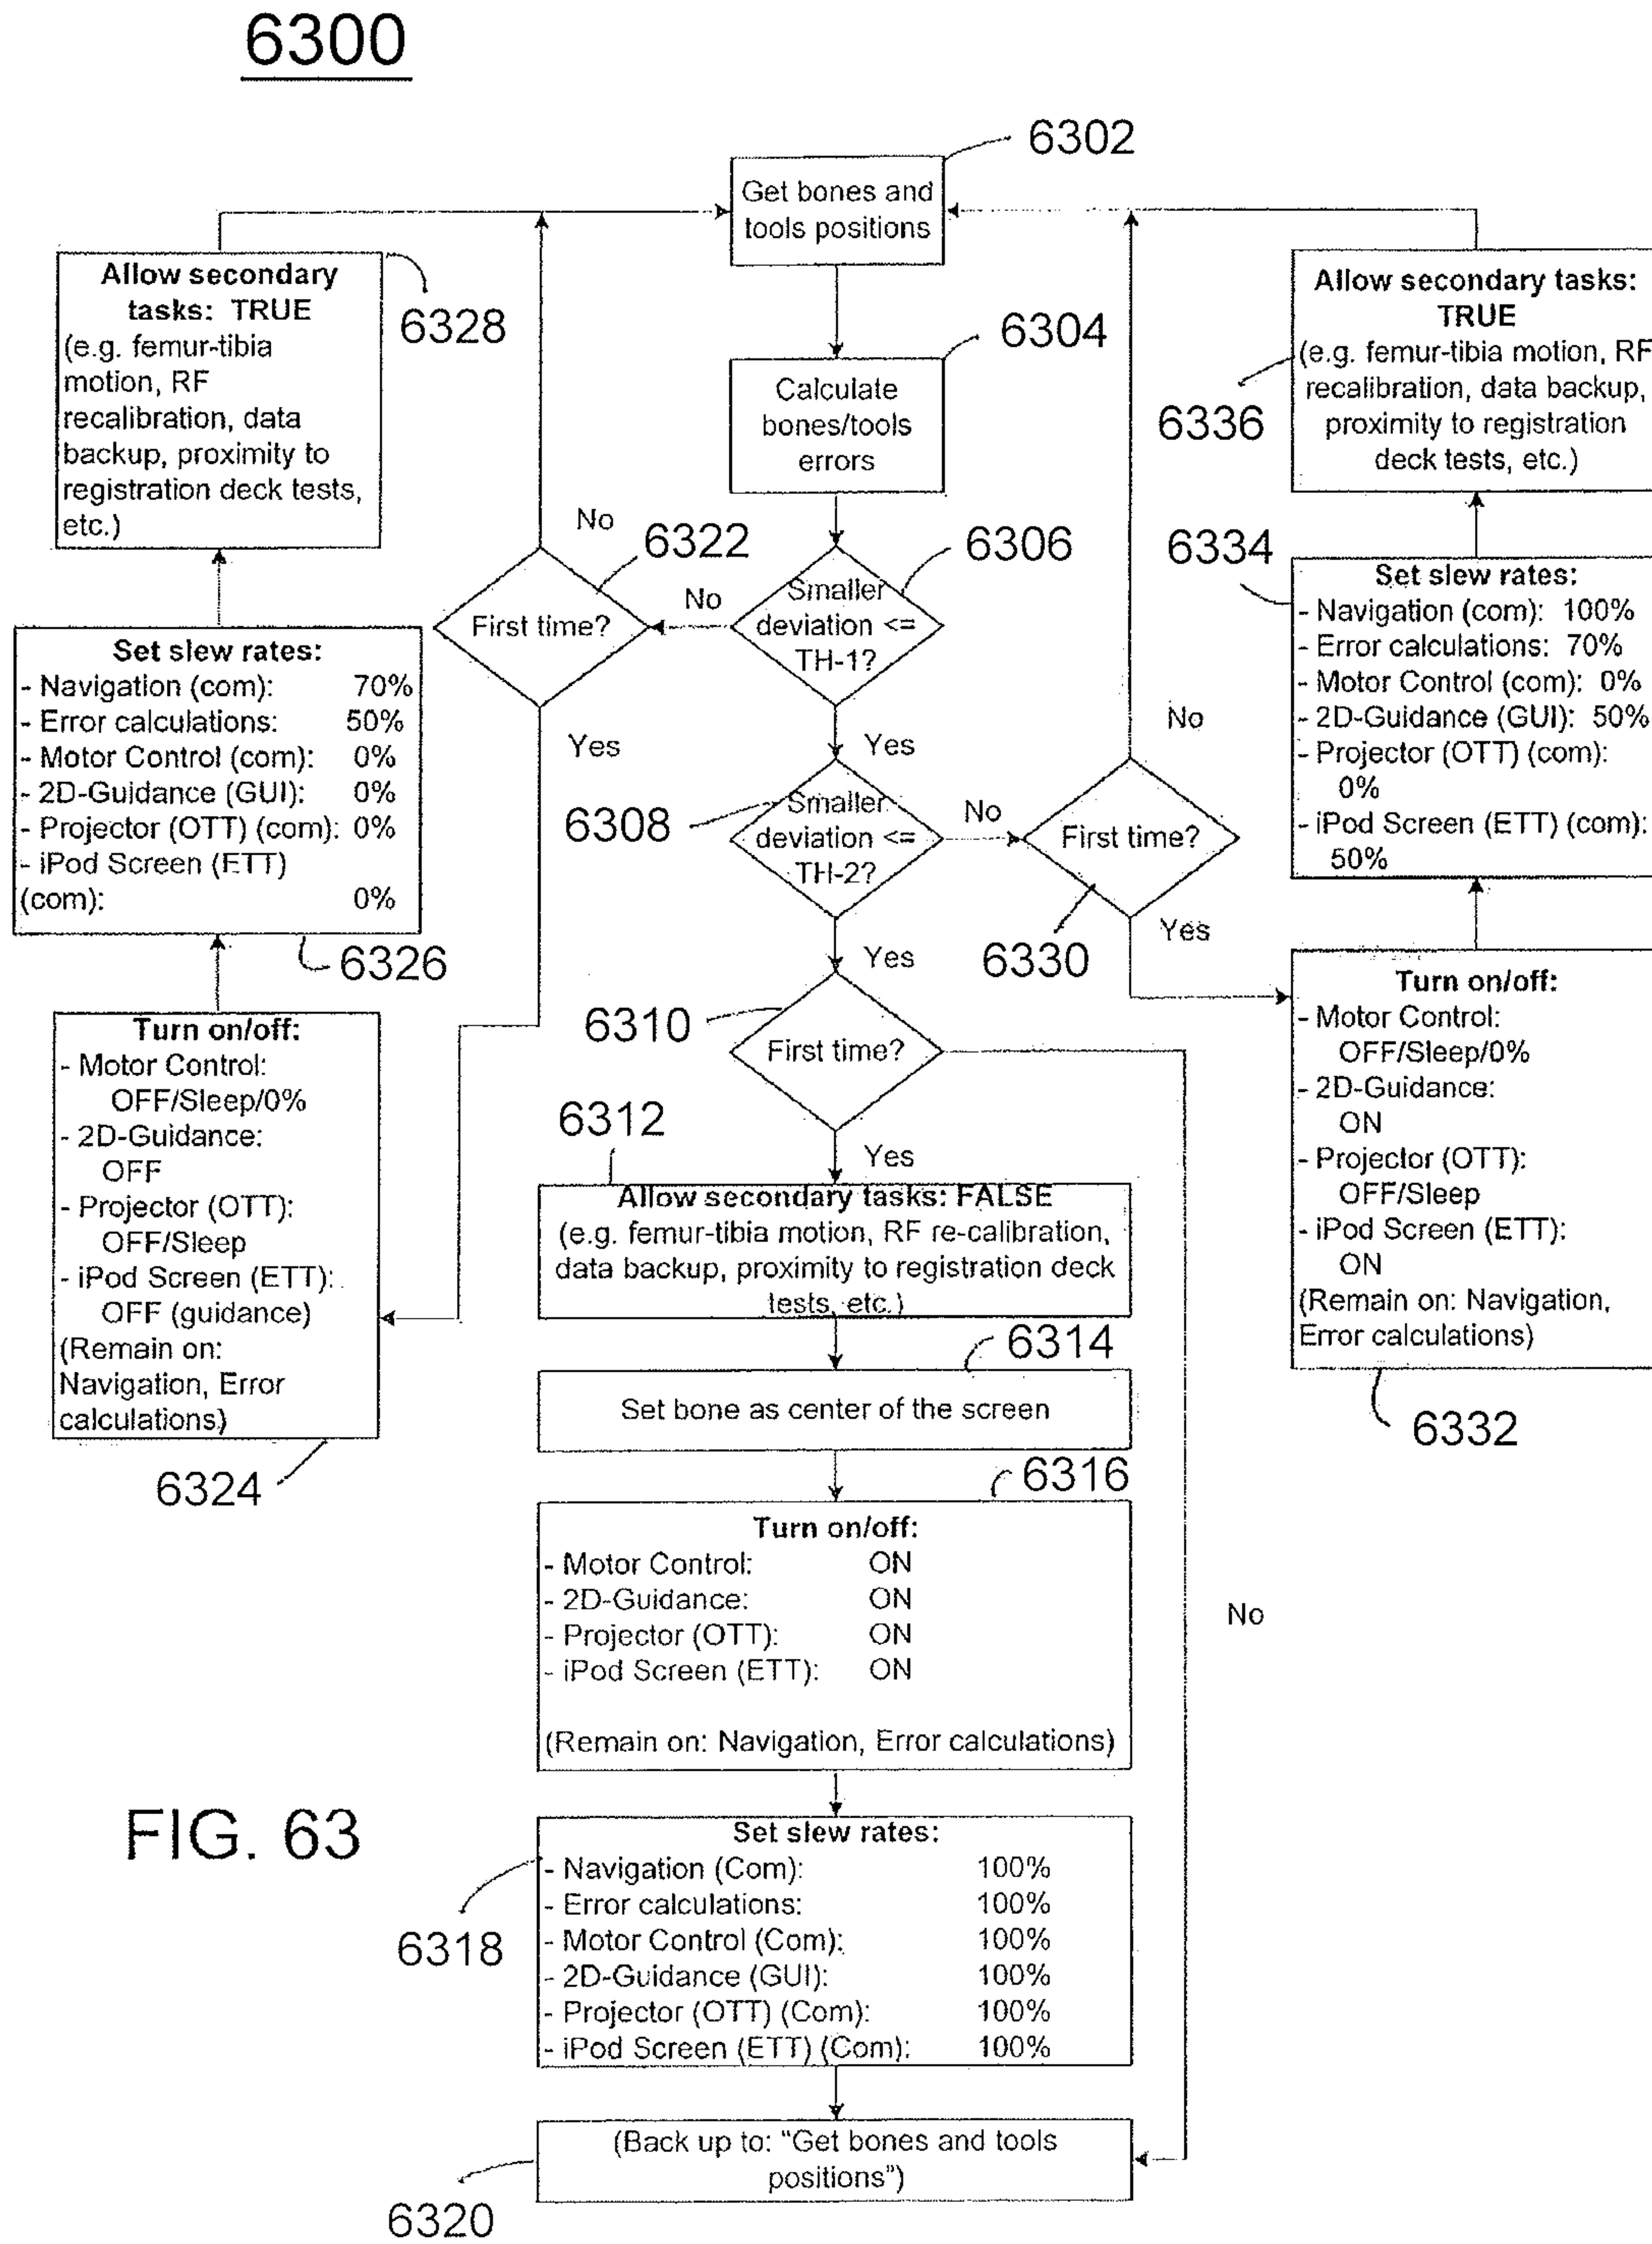 6300
6302
Get bones and
tools positions
6304
Calculate
bones/tools
errors
6306
Smaller
deviation <=
TH-1?
No
Yes
6322
First time?
No
Yes
6308
Smaller
deviation <=
TH-2?
No
Yes
6330
First time?
No
Yes
6310
First time?
Yes
No
6312
Allow secondary tasks: FALSE
(e.g. femur-tibia motion, RF re-calibration,
data backup, proximity to registration deck
tests, etc.)
6314
Set bone as center of the screen
6316
Turn on/off:
- Motor Control: ON
- 2D-Guidance: ON
- Projector (OTT): ON
- iPod Screen (ETT): ON
(Remain on: Navigation, Error calculations)
6318
Set slew rates:
- Navigation (Com): 100%
- Error calculations: 100%
- Motor Control (Com): 100%
- 2D-Guidance (GUI): 100%
- Projector (OTT) (Com): 100%
- iPod Screen (ETT) (Com): 100%
6320
(Back up to: “Get bones and tools
positions”)
6328
Allow secondary
tasks: TRUE
(e.g. femur-tibia
motion, RF
recalibration, data
backup, proximity to
registration deck tests,
etc.)
6326
Set slew rates:
- Navigation (com): 70%
- Error calculations: 50%
- Motor Control (com): 0%
- 2D-Guidance (GUI): 0%
- Projector (OTT) (com): 0%
- iPod Screen (ETT)
(com): 0%
6324
Turn on/off:
- Motor Control:
OFF/Sleep/0%
- 2D-Guidance:
OFF
- Projector (OTT):
OFF/Sleep
- iPod Screen (ETT):
OFF (guidance)
(Remain on:
Navigation, Error
calculations)
6336
Allow secondary tasks:
TRUE
(e.g. femur-tibia motion, RF
recalibration, data backup,
proximity to registration
deck tests, etc.)
6334
Set slew rates:
- Navigation (com): 100%
- Error calculations: 70%
- Motor Control (com): 0%
- 2D-Guidance (GUI): 50%
- Projector (OTT) (com):
0%
- iPod Screen (ETT) (com):
50%
6332
Turn on/off:
- Motor Control:
OFF/Sleep/0%
- 2D-Guidance:
ON
- Projector (OTT):
OFF/Sleep
- iPod Screen (ETT):
ON
(Remain on: Navigation,
Error calculations)
FIG. 63